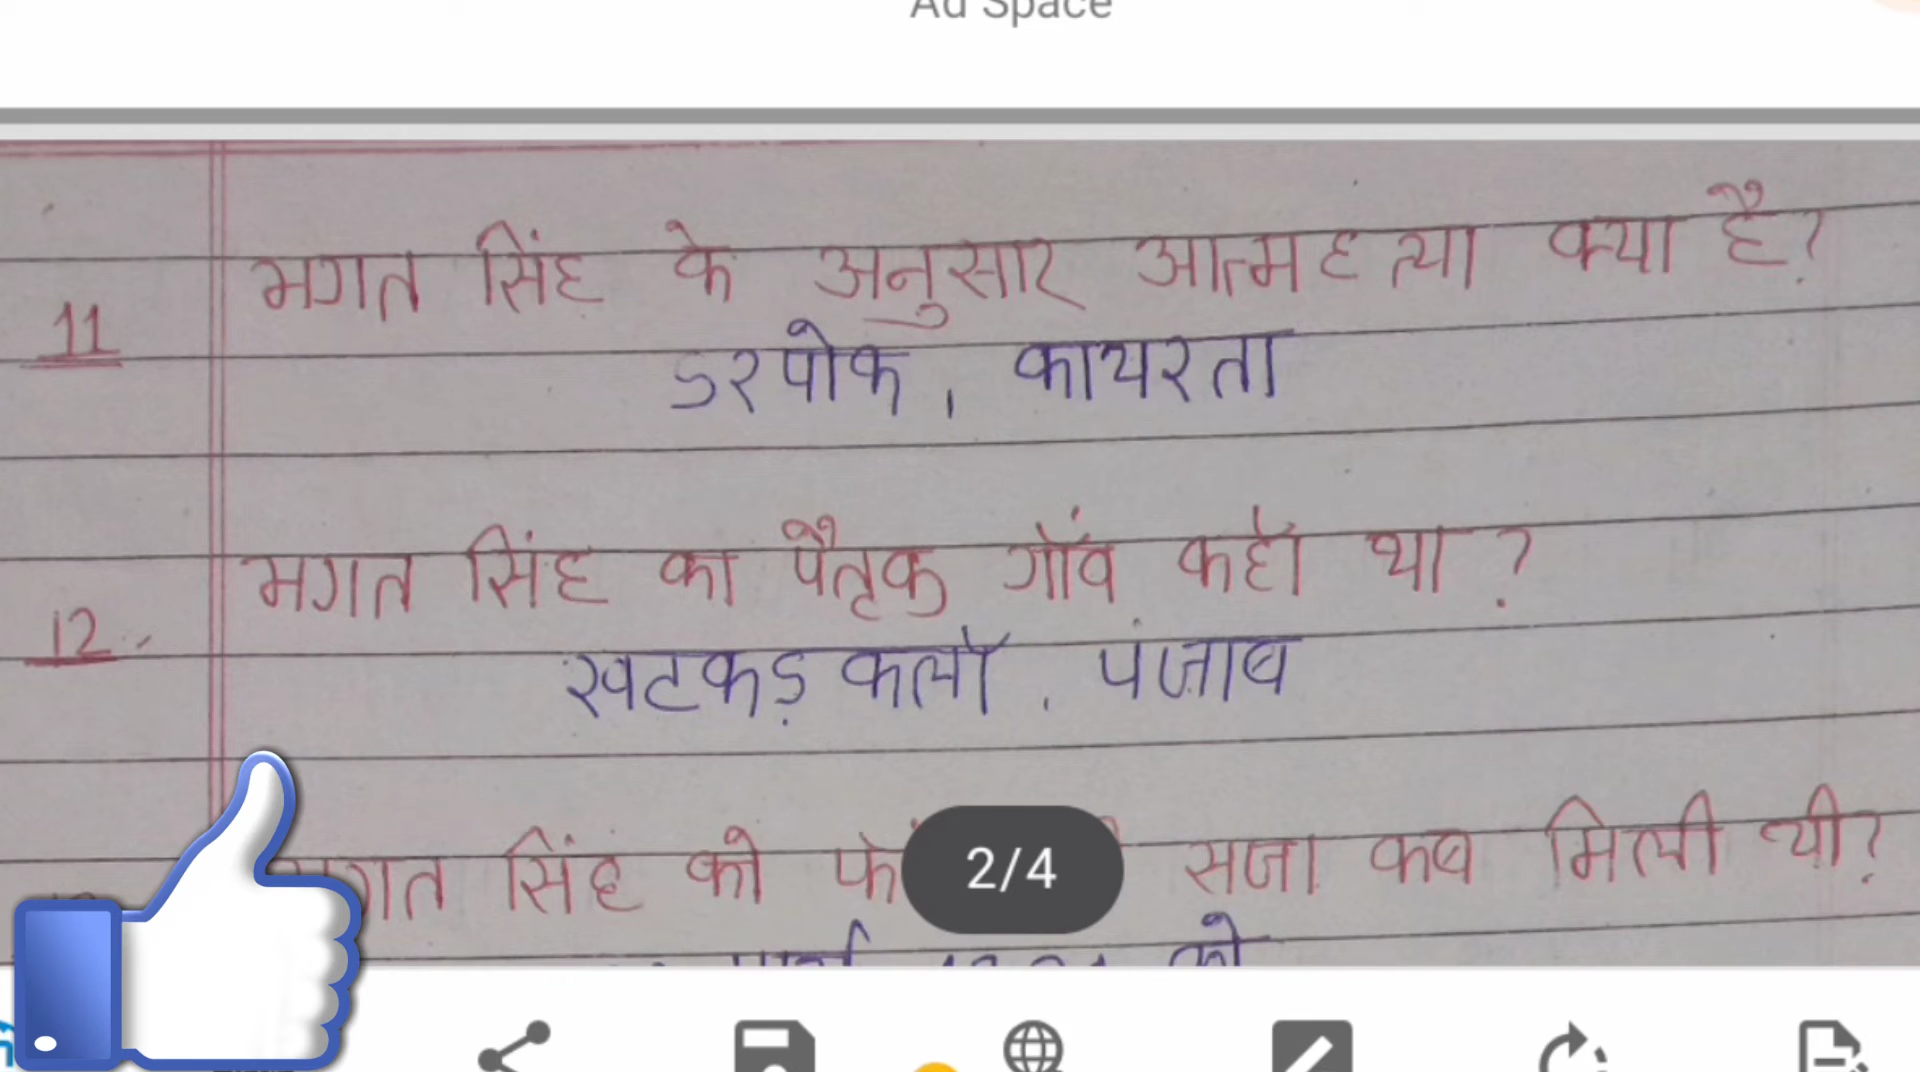 Ad Space
11 भगत सिंह के अनुसार आत्महत्या क्या है?
डरपोक, कायरता
12. भगत सिंह का पैतृक गाँव कहाँ था?
खटकड़ कलाँ, पंजाब
सिंह को सजा कब मिली थी?
2/4
को